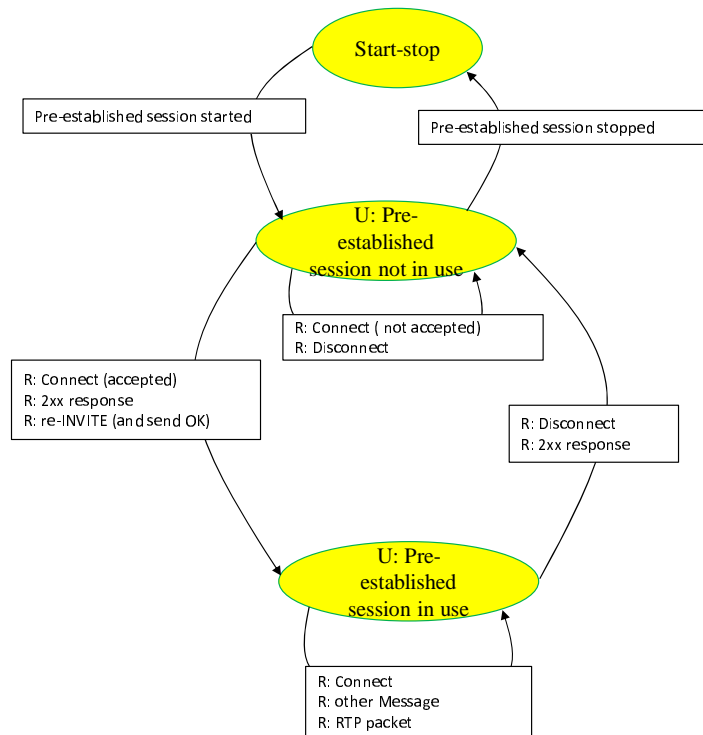 Start-stop
Pre-established session started
Pre-established session stopped
U: Pre-
established
session not in use
R: Connect ( not accepted)
R: Disconnect
R: Connect (accepted)
R: 2xx response
R: re-INVITE (and send OK)
R: Disconnect
R: 2xx response
U: Pre-
established
session in use
R: Connect
R: other Message
R: RTP packet